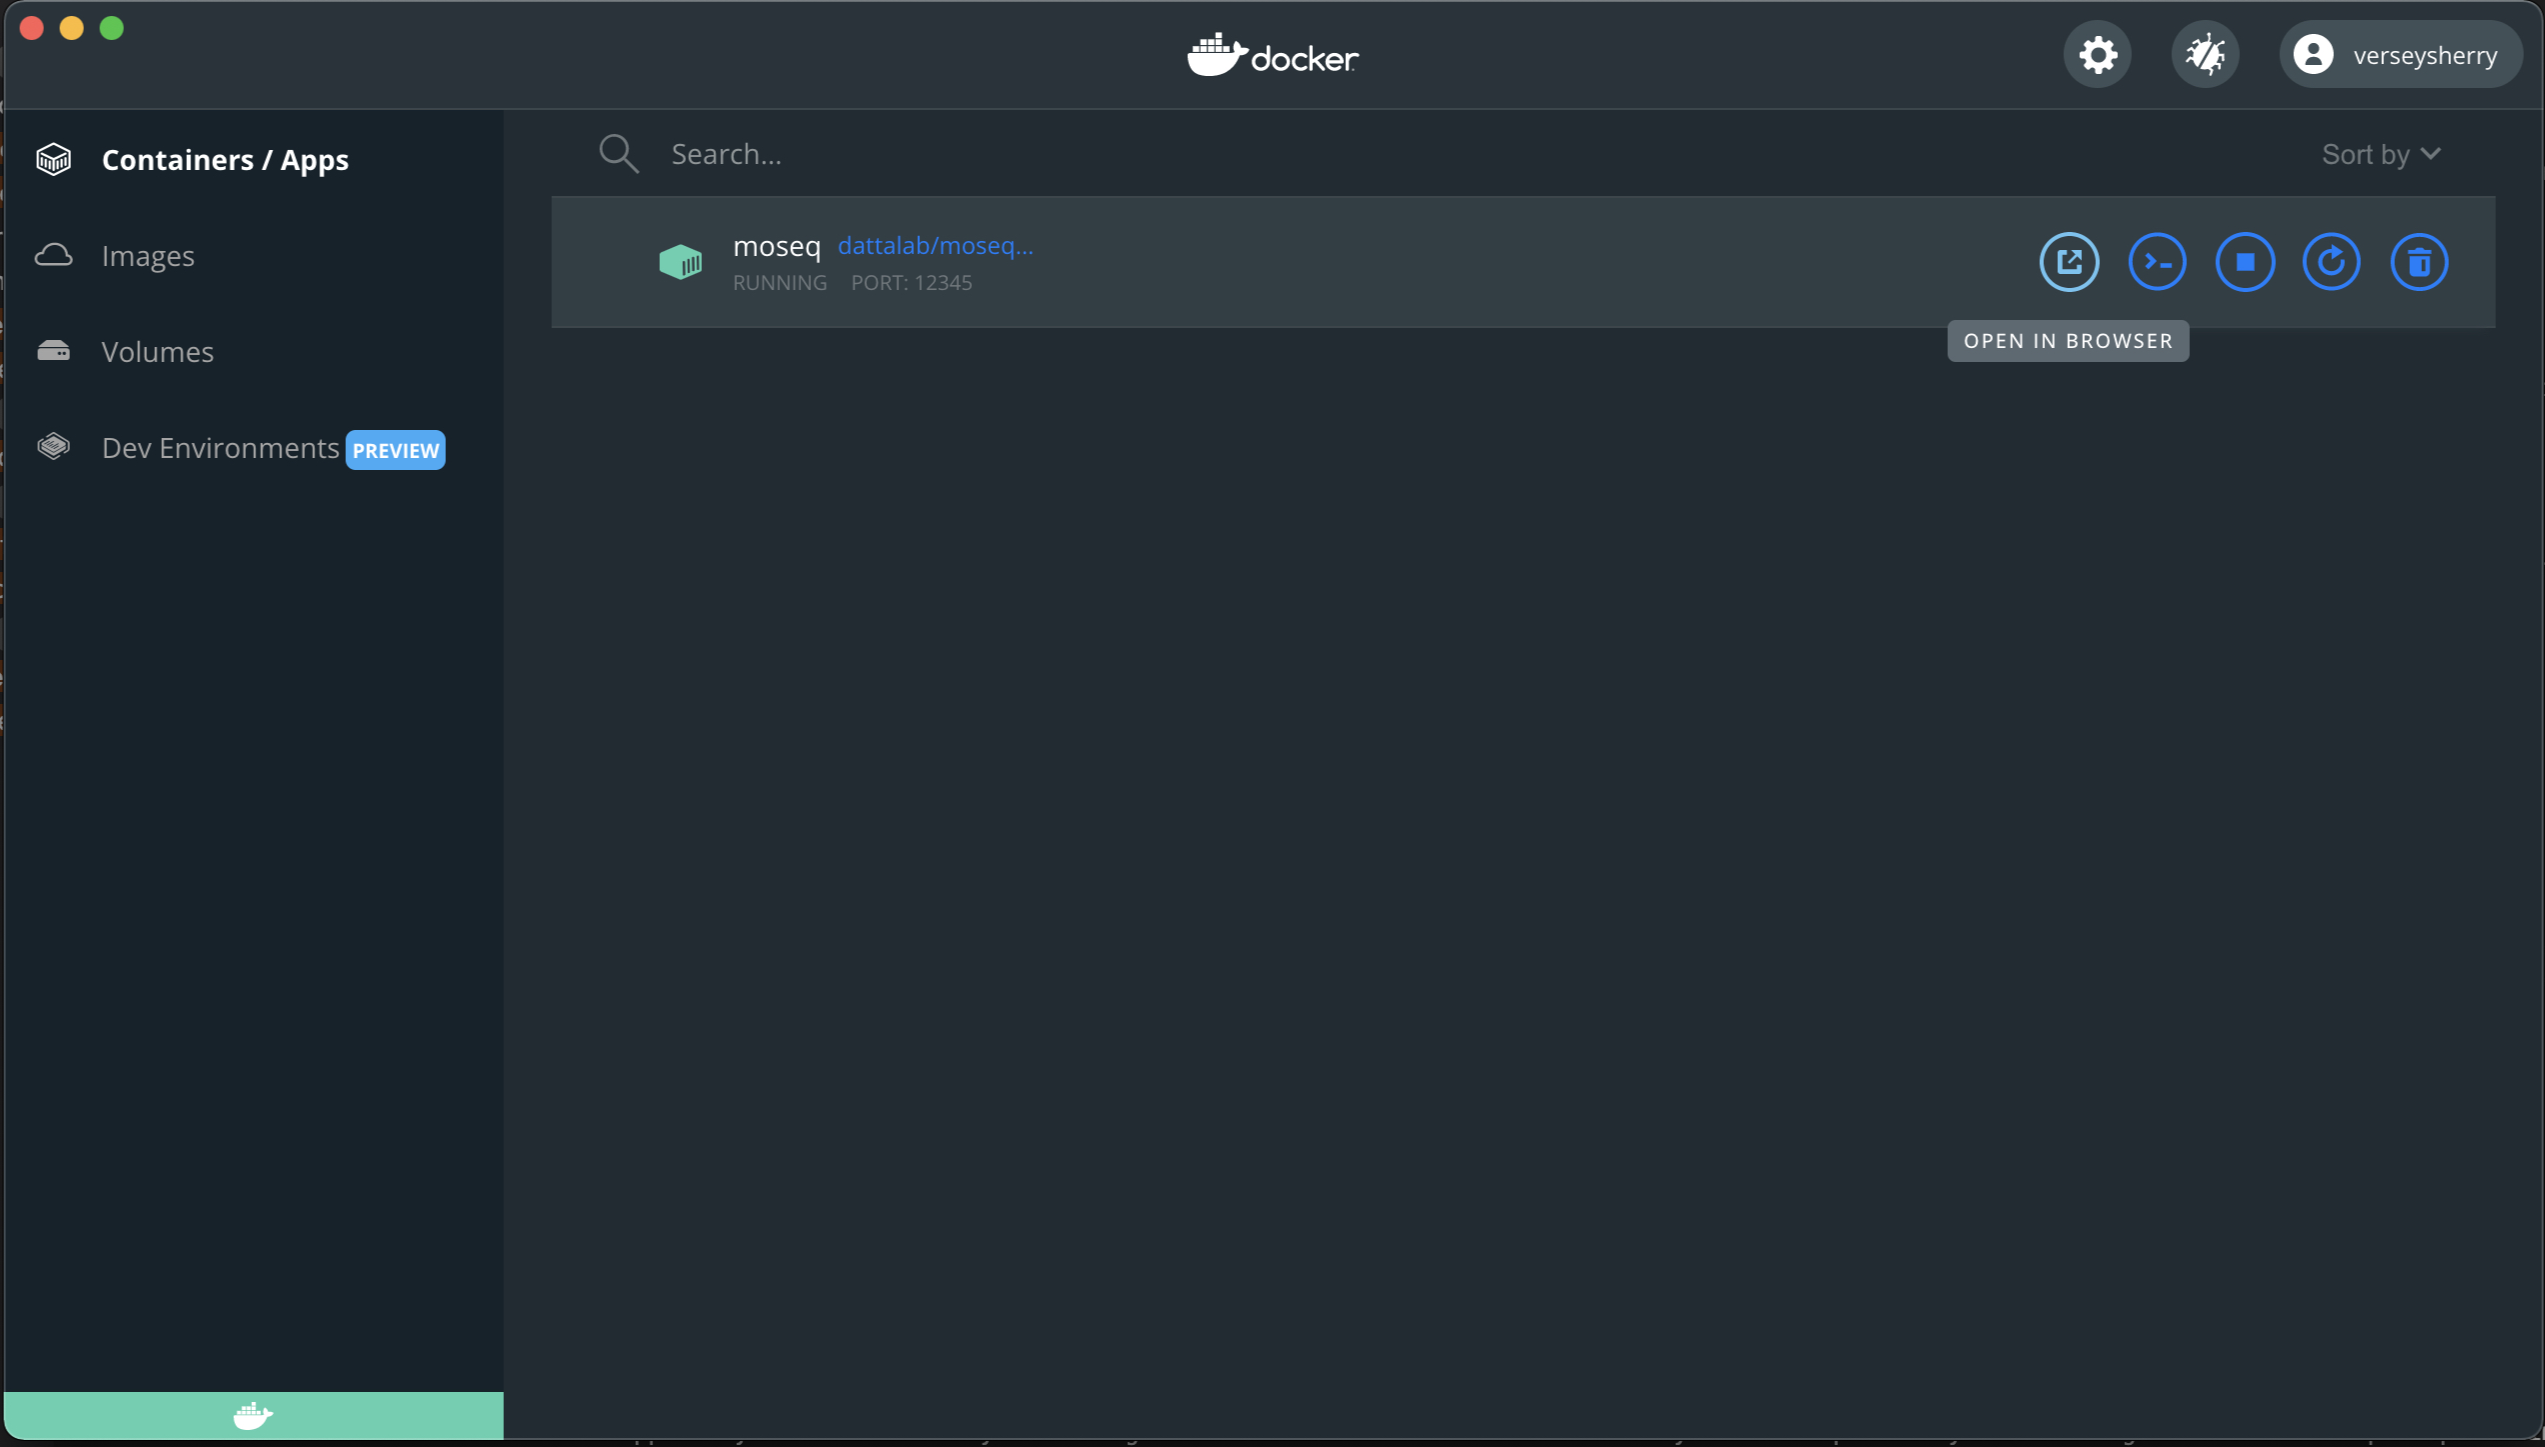 docker
verseysherry
Containers / Apps
Images
Volumes
Dev Environments PREVIEW
Search...
Sort by
moseq dattalab/moseq...
RUNNING PORT: 12345
OPEN IN BROWSER